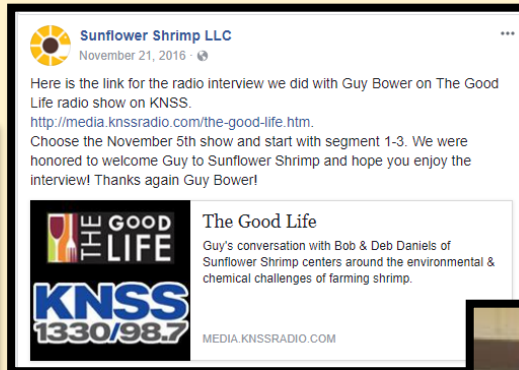 Sunflower Shrimp LLC
November 21, 2016 ·
Here is the link for the radio interview we did with Guy Bower on The Good
Life radio show on KNSS.
http://media.knssradio.com/the-good-life.htm.
Choose the November 5th show and start with segment 1-3. We were
honored to welcome Guy to Sunflower Shrimp and hope you enjoy the
interview! Thanks again Guy Bower!
THE GOOD LIFE
KNSS
1330/98.7
The Good Life
Guy's conversation with Bob & Deb Daniels of
Sunflower Shrimp centers around the environmental &
chemical challenges of farming shrimp.
MEDIA.KNSSRADIO.COM